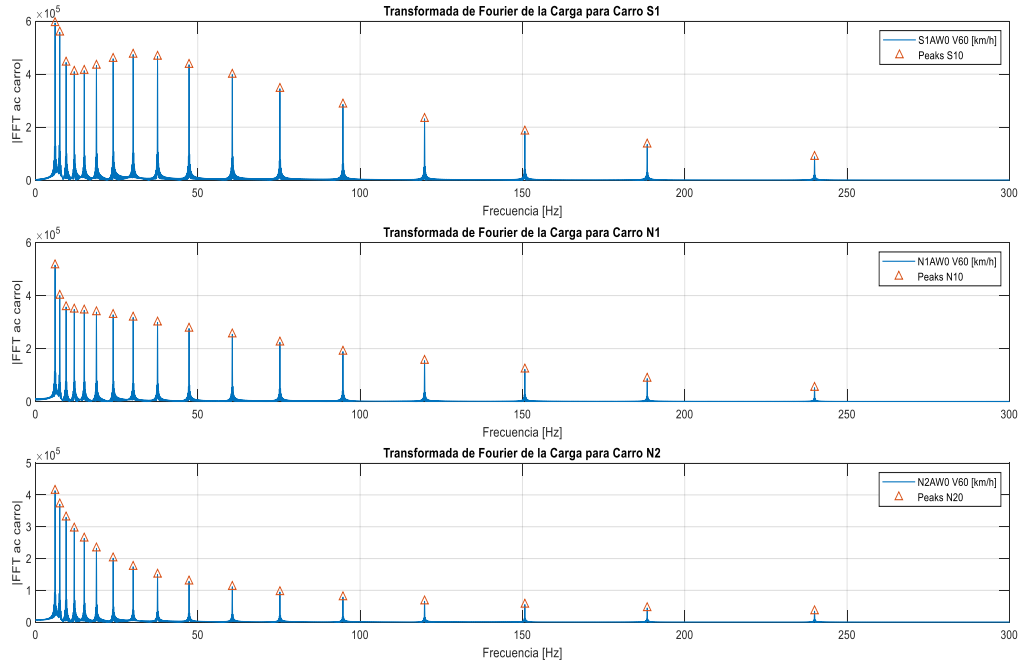 Transformada de Fourier de la Carga para Carro S1
×10^5
|FFT ac carro|
6
4
2
0
0 50 100 150 200 250 300
Frecuencia [Hz]
S1AW0 V60 [km/h]
Peaks S10
Transformada de Fourier de la Carga para Carro N1
×10^5
|FFT ac carro|
6
4
2
0
0 50 100 150 200 250 300
Frecuencia [Hz]
N1AW0 V60 [km/h]
Peaks N10
Transformada de Fourier de la Carga para Carro N2
×10^5
|FFT ac carro|
5
4
3
2
1
0
0 50 100 150 200 250 300
Frecuencia [Hz]
N2AW0 V60 [km/h]
Peaks N20